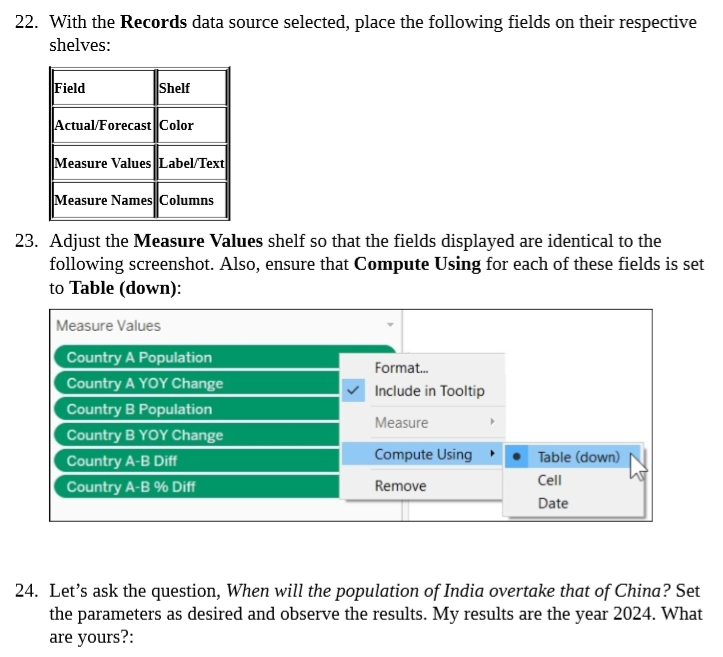 22. With the Records data source selected, place the following fields on their respective
shelves:
Field Shelf
Actual/Forecast Color
Measure Values Label/Text
Measure Names Columns
23. Adjust the Measure Values shelf so that the fields displayed are identical to the
following screenshot. Also, ensure that Compute Using for each of these fields is set
to Table (down):
Measure Values
Country A Population
Country A YOY Change
Country B Population
Country B YOY Change
Country A-B Diff
Country A-B % Diff
Format...
Include in Tooltip
Measure
Compute Using
Remove
Table (down)
Cell
Date
24. Let’s ask the question, When will the population of India overtake that of China? Set
the parameters as desired and observe the results. My results are the year 2024. What
are yours?: